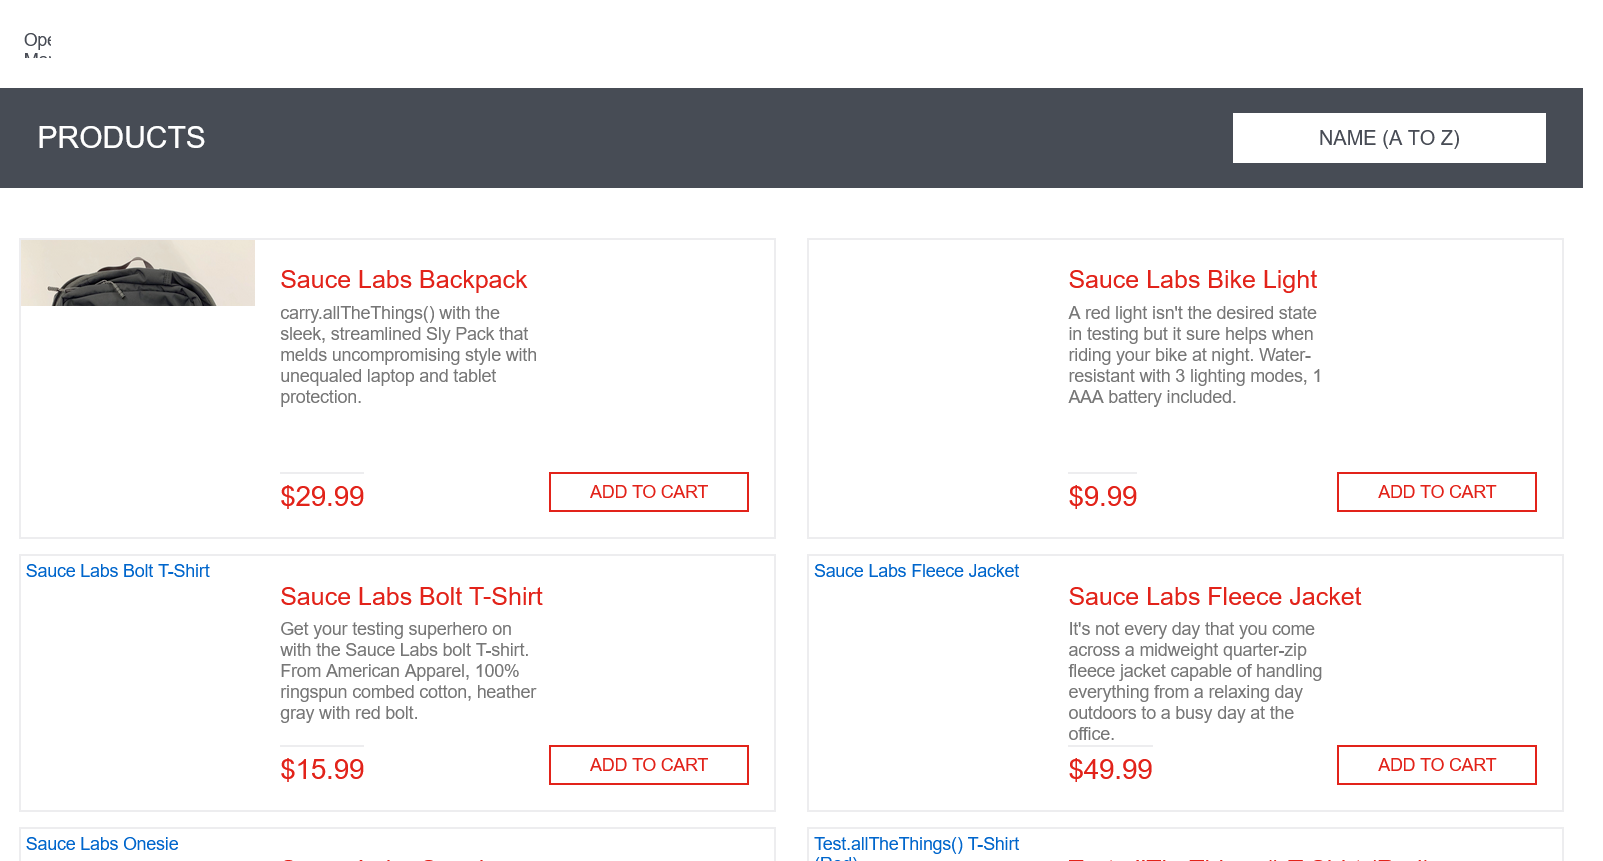 PRODUCTS
NAME (A TO Z)
Sauce Labs Backpack
carry.allTheThings() with the
sleek, streamlined Sly Pack that
melds uncompromising style with
unequaled laptop and tablet
protection.
$29.99
ADD TO CART
Sauce Labs Bike Light
A red light isn't the desired state
in testing but it sure helps when
riding your bike at night. Water-
resistant with 3 lighting modes, 1
AAA battery included.
$9.99
ADD TO CART
Sauce Labs Bolt T-Shirt
Sauce Labs Bolt T-Shirt
Get your testing superhero on
with the Sauce Labs bolt T-shirt.
From American Apparel, 100%
ringspun combed cotton, heather
gray with red bolt.
$15.99
ADD TO CART
Sauce Labs Fleece Jacket
Sauce Labs Fleece Jacket
It's not every day that you come
across a midweight quarter-zip
fleece jacket capable of handling
everything from a relaxing day
outdoors to a busy day at the
office.
$49.99
ADD TO CART
Sauce Labs Onesie
Test.allTheThings() T-Shirt